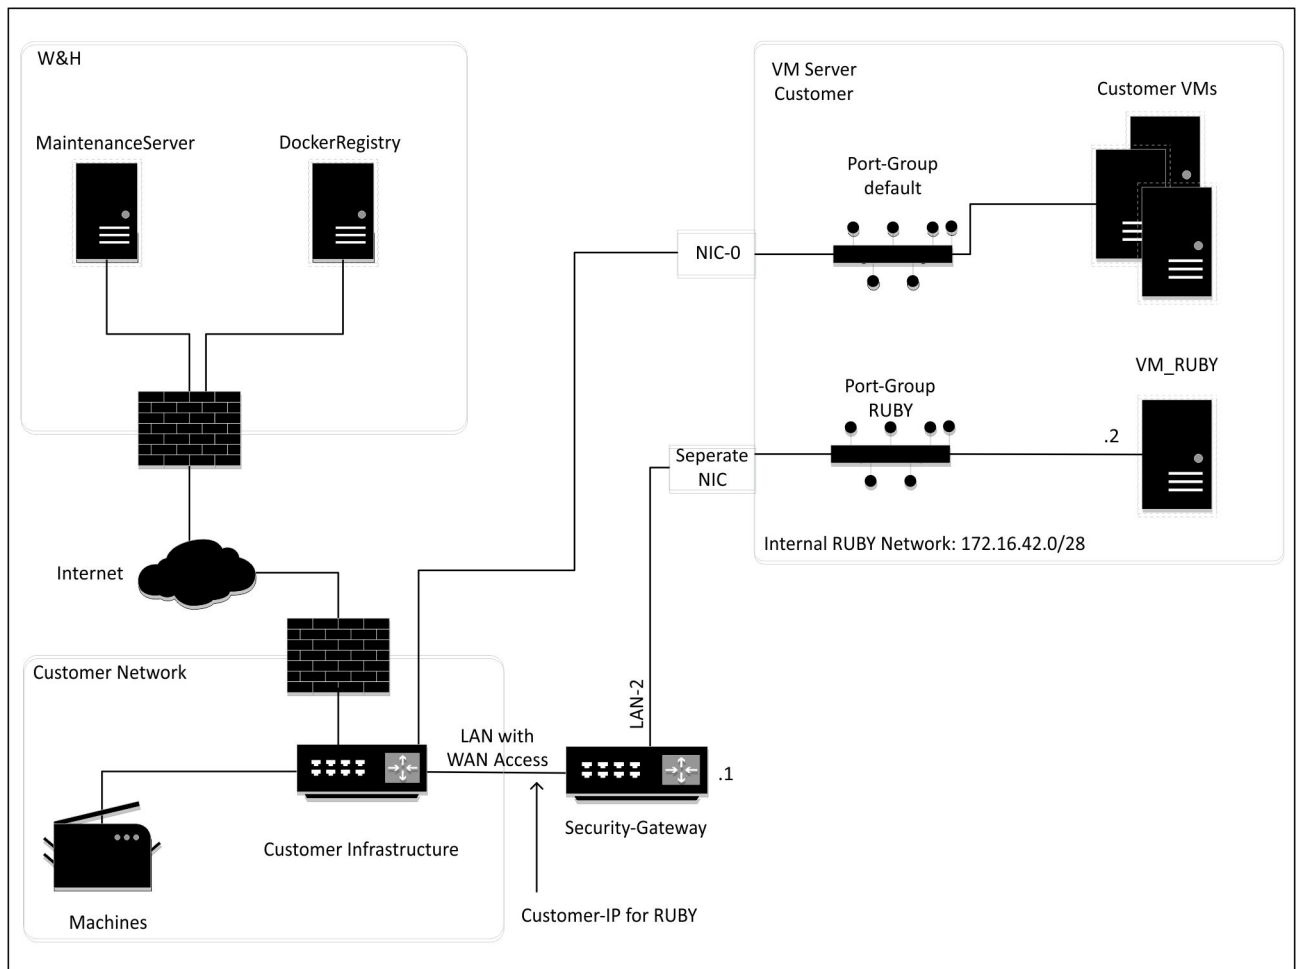 W&H
MaintenanceServer
DockerRegistry
VM Server
Customer
Customer VMs
Port-Group
default
NIC-0
VM_RUBY
Port-Group
RUBY
.2
Seperate
NIC
Internal RUBY Network: 172.16.42.0/28
Internet
Customer Network
LAN-2
LAN with
WAN Access
.1
Security-Gateway
Customer Infrastructure
Customer-IP for RUBY
Machines